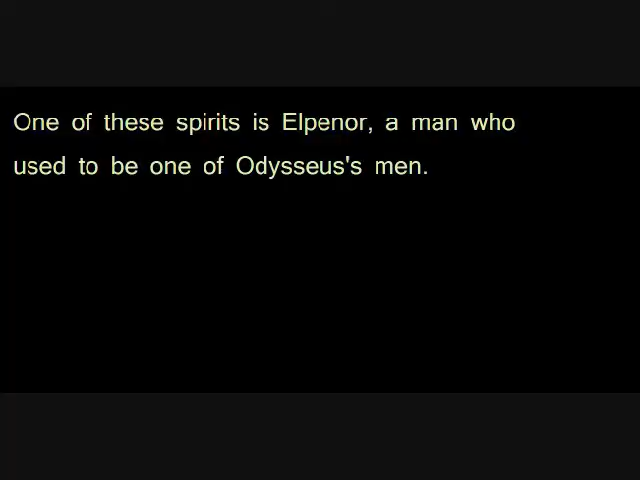 One of these spirits is Elpenor, a man who
used to be one of Odysseus's men.